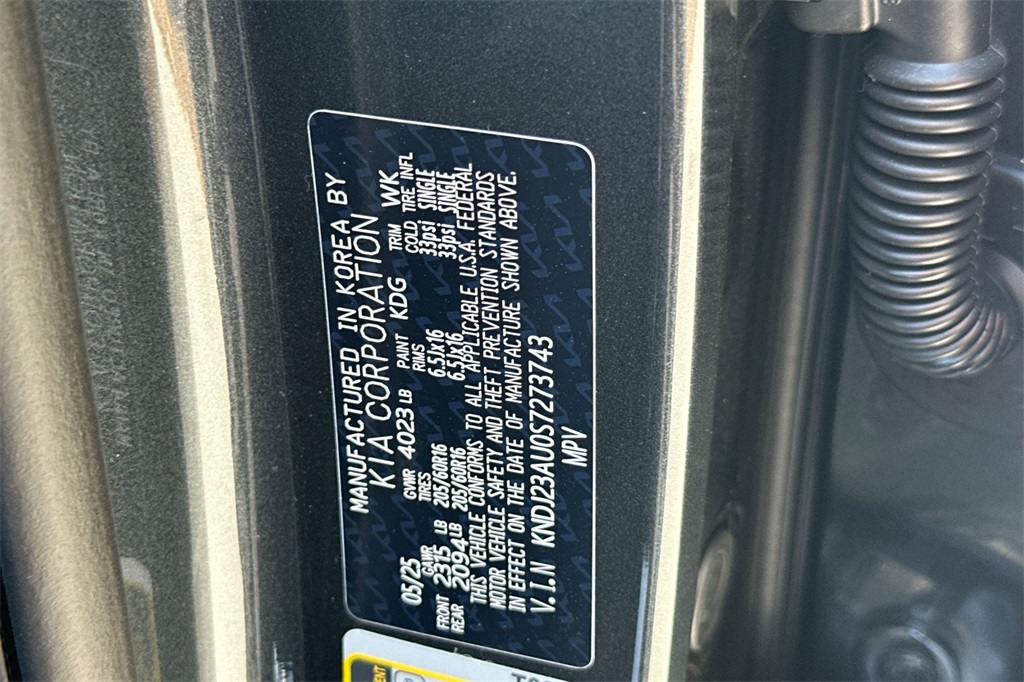 MANUFACTURED IN KOREA BY
KIA CORPORATION
05/25 GVWR 4023 LB PAINT KDG TRIM WK
GAWR TIRES RIMS COLD TIRE INFL
FRONT 2315 LB 205/60R16 6.5Jx16 33psi SINGLE
REAR 2094 LB 205/60R16 6.5Jx16 33psi SINGLE
THIS VEHICLE CONFORMS TO ALL APPLICABLE U.S.A. FEDERAL
MOTOR VEHICLE SAFETY AND THEFT PREVENTION STANDARDS
IN EFFECT ON THE DATE OF MANUFACTURE SHOWN ABOVE.
V.I.N KNDJ23AU0S7273743
MPV